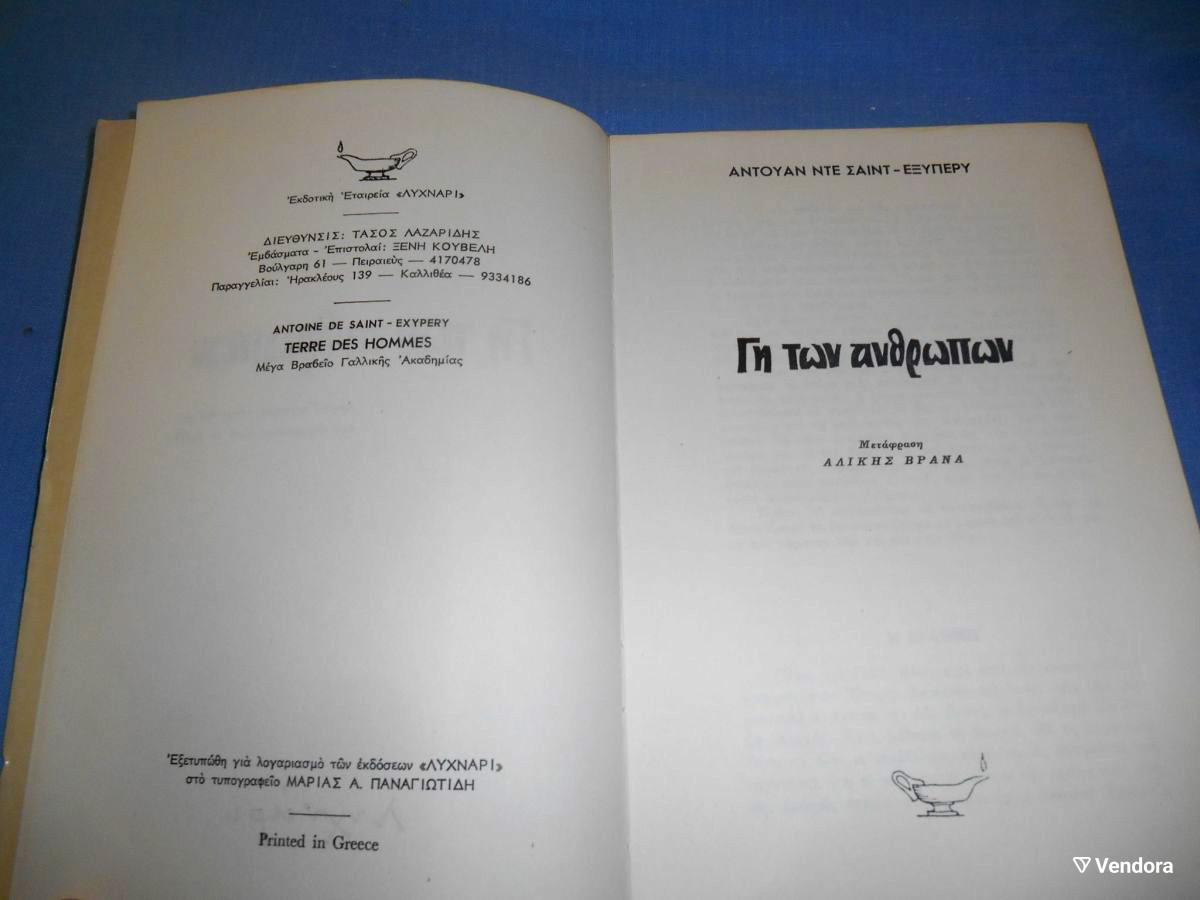 Ἐκδοτική Ἑταιρεία «ΛΥΧΝΑΡΙ»
ΔΙΕΥΘΥΝΣΙΣ: ΤΑΣΟΣ ΛΑΖΑΡΙΔΗΣ
Ἐμβάσματα - Ἐπιστολαί: ΞΕΝΗ ΚΟΥΒΕΛΗ
Βούλγαρη 61 — Πειραιεὺς — 4170478
Παραγγελίαι: Ἡρακλέους 139 — Καλλιθέα — 9334186
ANTOINE DE SAINT - EXYPERY
TERRE DES HOMMES
Μέγα Βραβεῖο Γαλλικῆς Ἀκαδημίας
Ἐξετυπώθη γιὰ λογαριασμὸ τῶν ἐκδόσεων «ΛΥΧΝΑΡΙ»
στὸ τυπογραφεῖο ΜΑΡΙΑΣ Α. ΠΑΝΑΓΙΩΤΙΔΗ
Printed in Greece
ΑΝΤΟΥΑΝ ΝΤΕ ΣΑΙΝΤ - ΕΞΥΠΕΡΥ
Γη των ανθρωπων
Μετάφραση
ΑΛΙΚΗΣ ΒΡΑΝΑ
Vendora